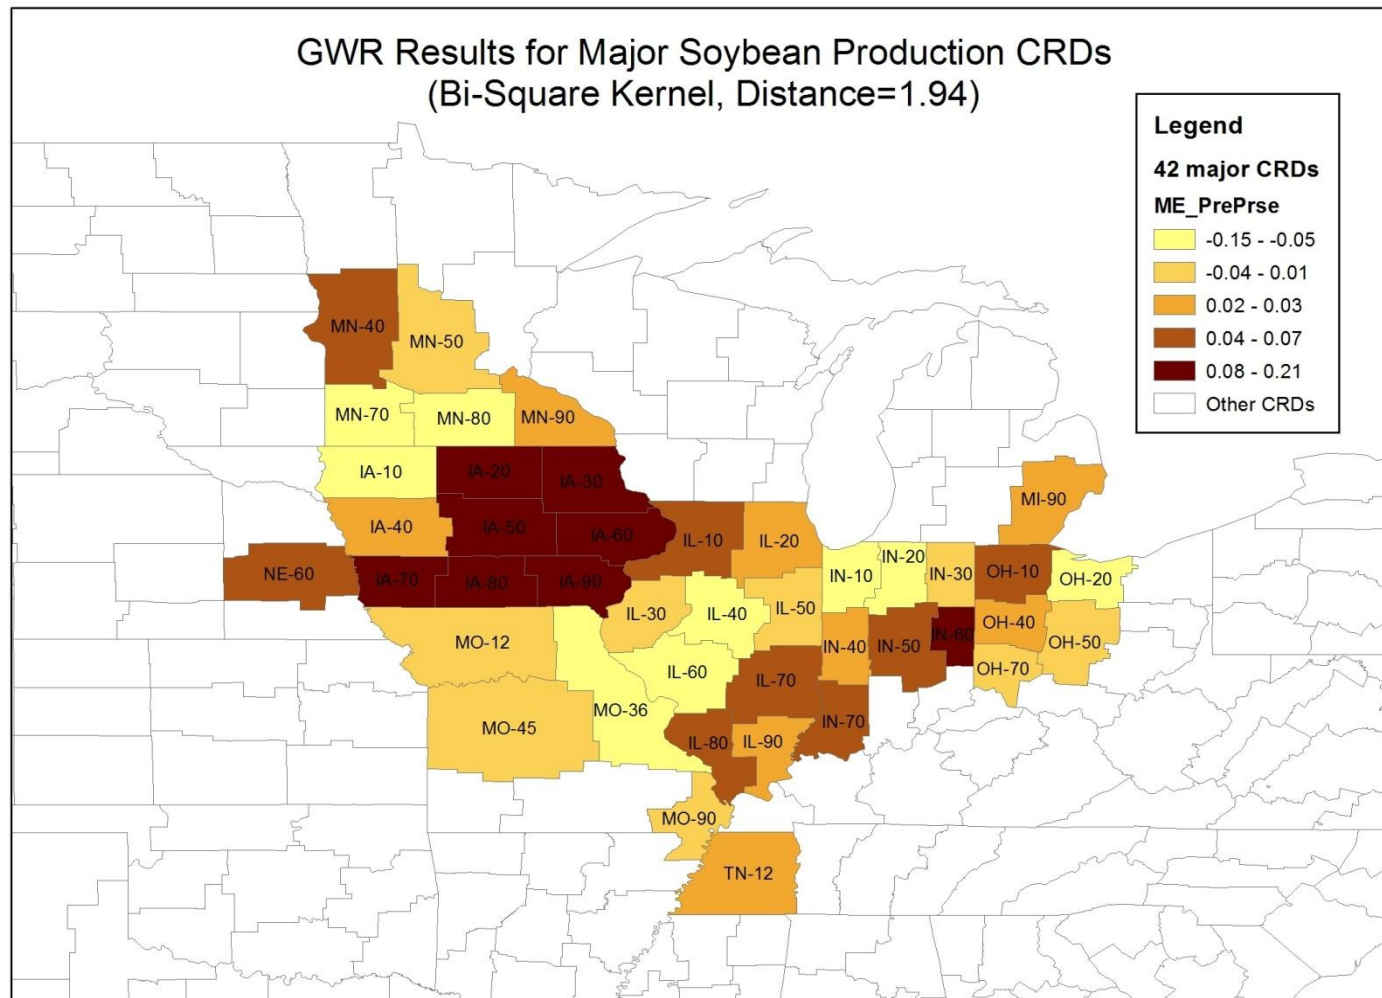 GWR Results for Major Soybean Production CRDs
(Bi-Square Kernel, Distance=1.94)
Legend
42 major CRDs
ME_PrePrse
-0.15 - -0.05
-0.04 - 0.01
0.02 - 0.03
0.04 - 0.07
0.08 - 0.21
Other CRDs
MN-40
MN-50
MN-70
MN-80
MN-90
IA-10
IA-20
IA-30
MI-90
IA-40
IA-50
IA-60
IL-10
IL-20
NE-60
IA-70
IA-80
IA-90
IN-10
IN-20
IN-30
OH-10
OH-20
IL-30
IL-40
IL-50
MO-12
IN-40
IN-50
IN-60
OH-40
OH-50
IL-60
IL-70
OH-70
MO-36
MO-45
IN-70
IL-80
IL-90
MO-90
TN-12